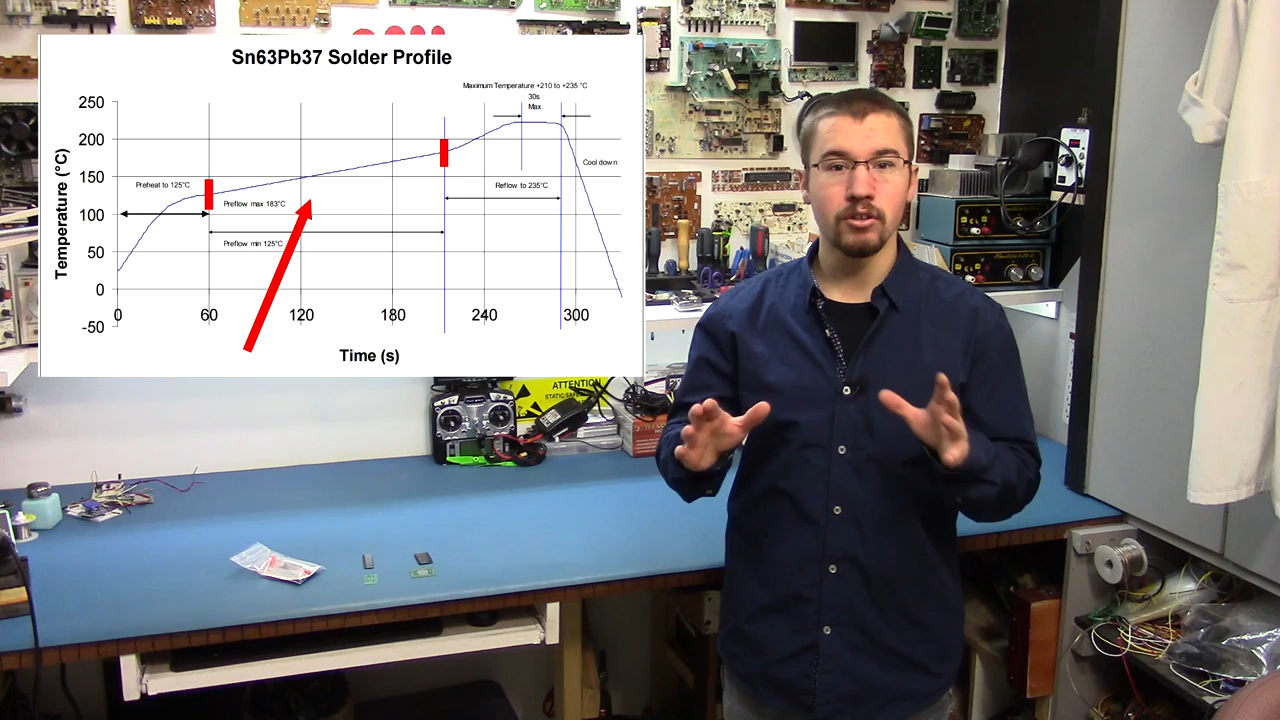 Sn63Pb37 Solder Profile
Maximum Temperature +210 to +235 °C
30s
Max.
250
200
150
100
50
0
-50
Temperature (°C)
Preheat to 125°C
Preflow max 183°C
Preflow min 125°C
Reflow to 235°C
Cool down
0 60 120 180 240 300
Time (s)
ATTENTION